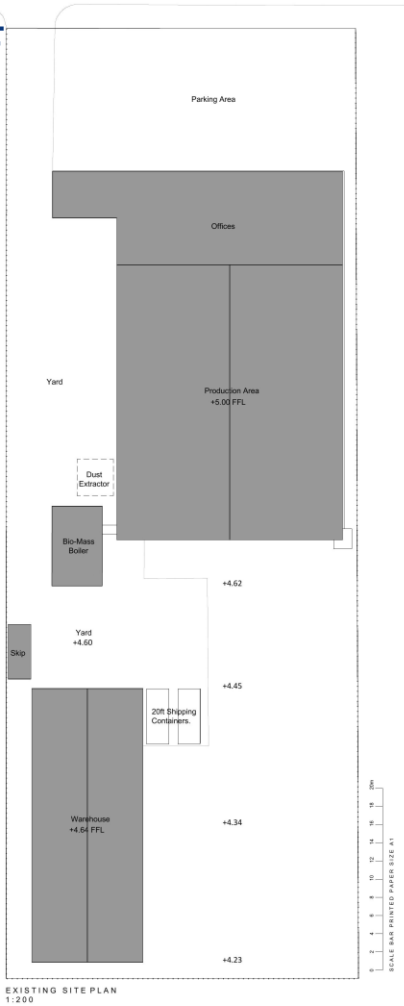 Parking Area
Offices
Yard
Production Area
+5.00 FFL
Dust
Extractor
Bio-Mass
Boiler
+4.62
Yard
+4.60
Skip
+4.45
20ft Shipping
Containers.
Warehouse
+4.64 FFL
+4.34
+4.23
0 2 4 6 8 10 12 14 16 18 20m
SCALE BAR PRINTED PAPER SIZE A1
EXISTING SITE PLAN
1:200